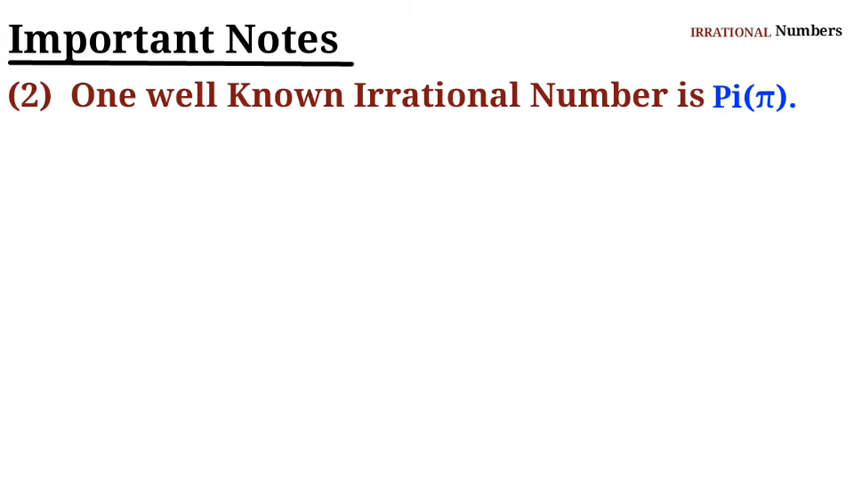 Important Notes
IRRATIONAL Numbers
(2) One well Known Irrational Number is Pi(π).